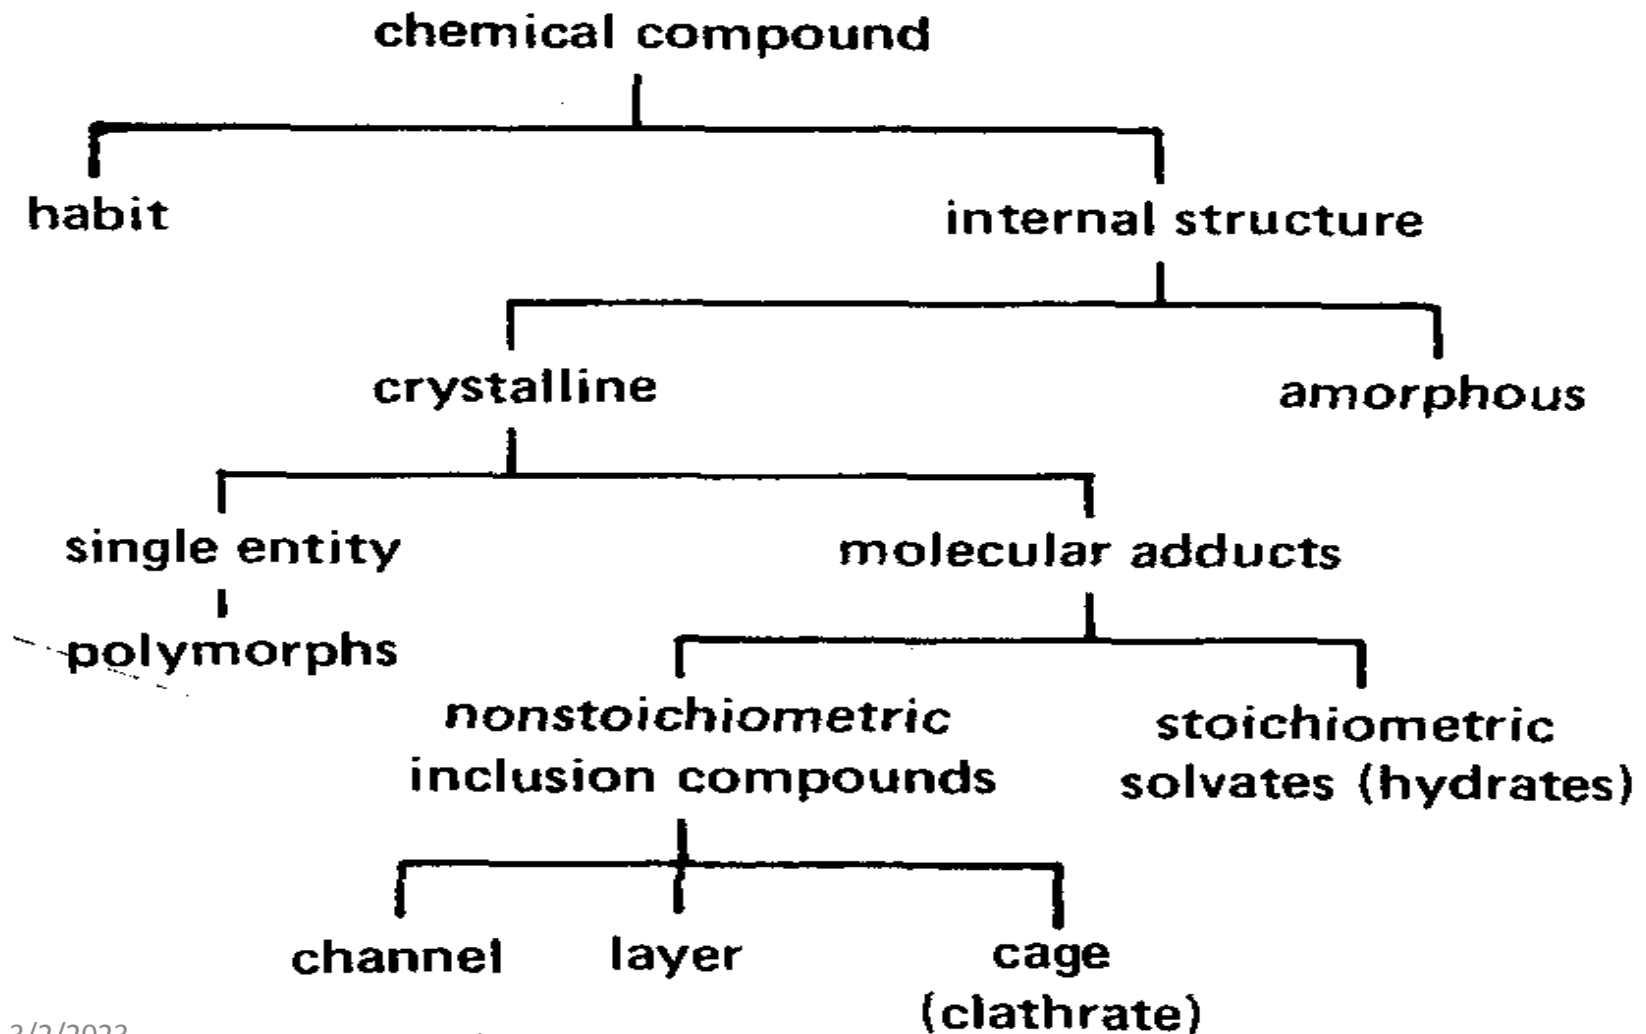 chemical compound
habit
internal structure
crystalline
amorphous
single entity
molecular adducts
polymorphs
nonstoichiometric
inclusion compounds
stoichiometric
solvates (hydrates)
channel
layer
cage
(clathrate)